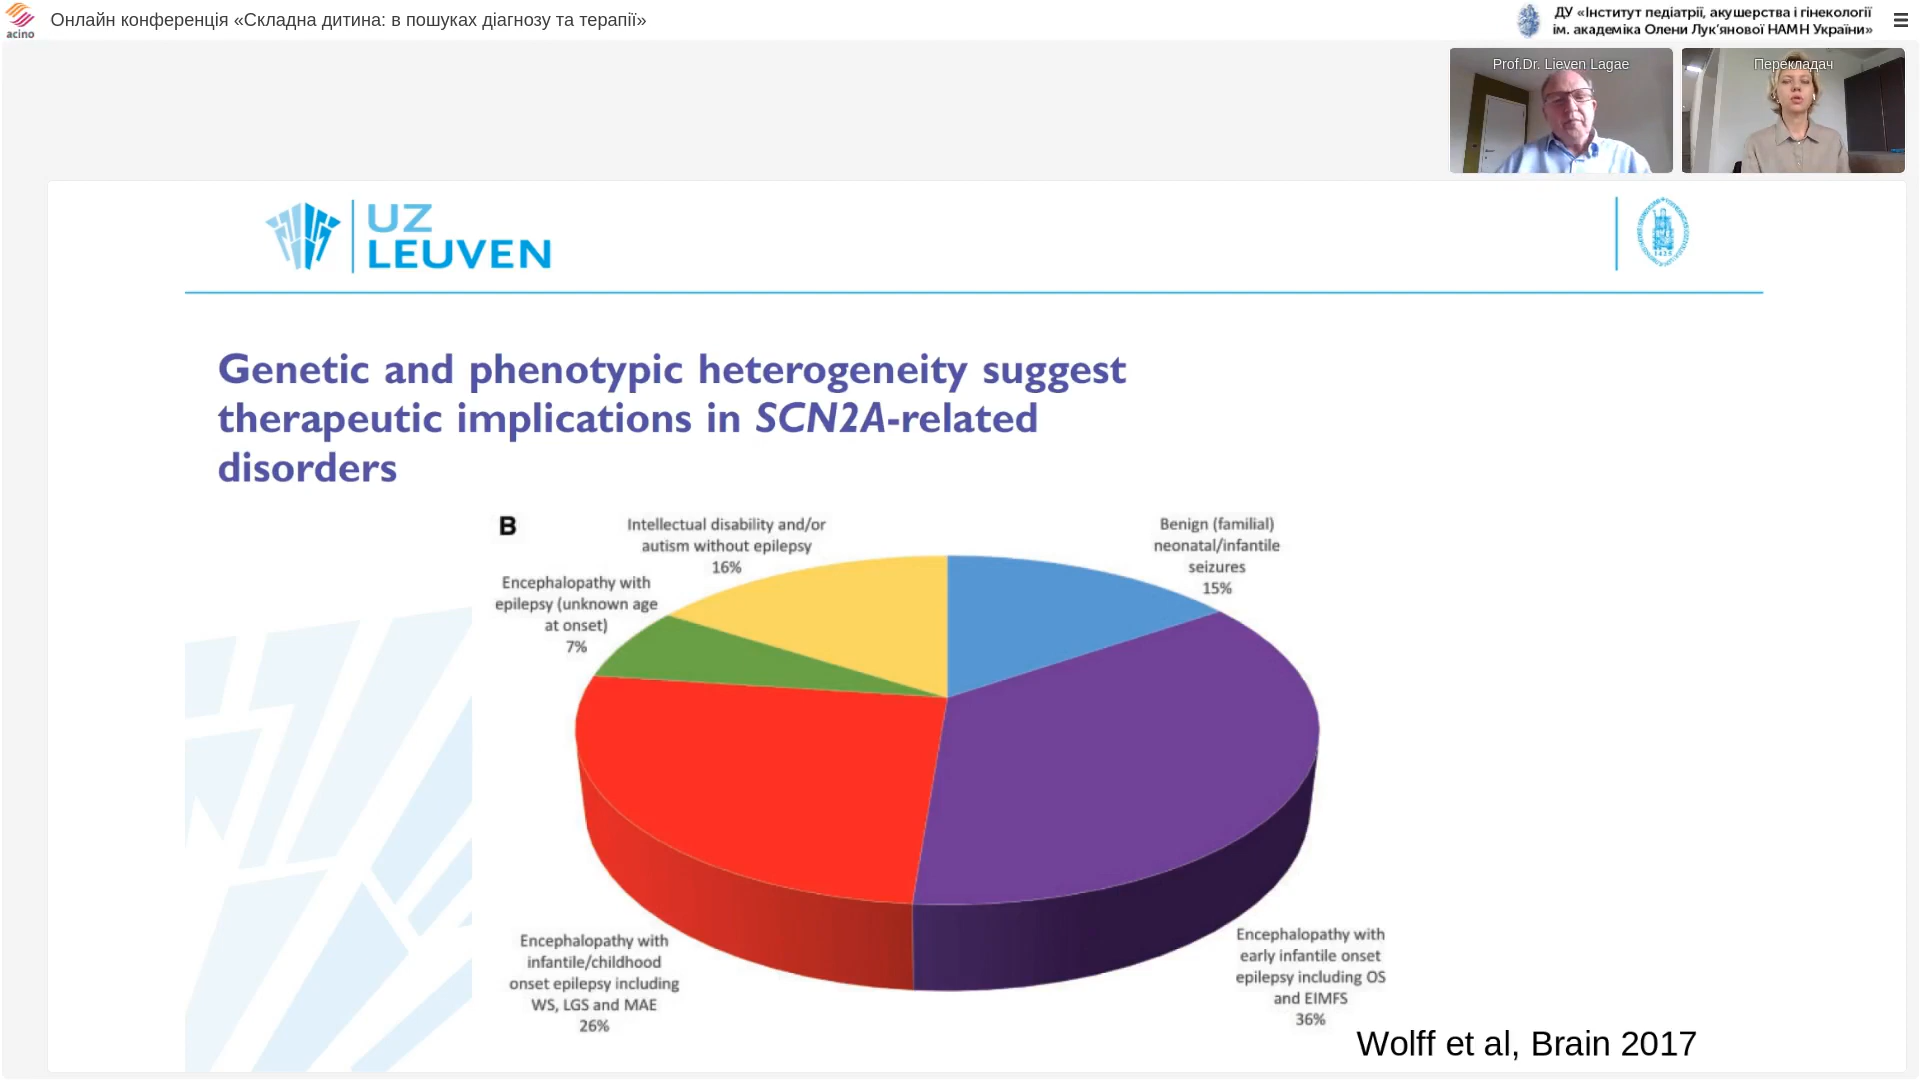 acino
Онлайн конференція «Складна дитина: в пошуках діагнозу та терапії»
ДУ «Інститут педіатрії, акушерства і гінекології
ім. академіка Олени Лук'янової НАМН України»
Prof.Dr. Lieven Lagae
Перекладач
UZ
LEUVEN
1425
Genetic and phenotypic heterogeneity suggest
therapeutic implications in SCN2A-related
disorders
B
Intellectual disability and/or
autism without epilepsy
16%
Benign (familial)
neonatal/infantile
seizures
15%
Encephalopathy with
epilepsy (unknown age
at onset)
7%
Encephalopathy with
infantile/childhood
onset epilepsy including
WS, LGS and MAE
26%
Encephalopathy with
early infantile onset
epilepsy including OS
and EIMFS
36%
Wolff et al, Brain 2017